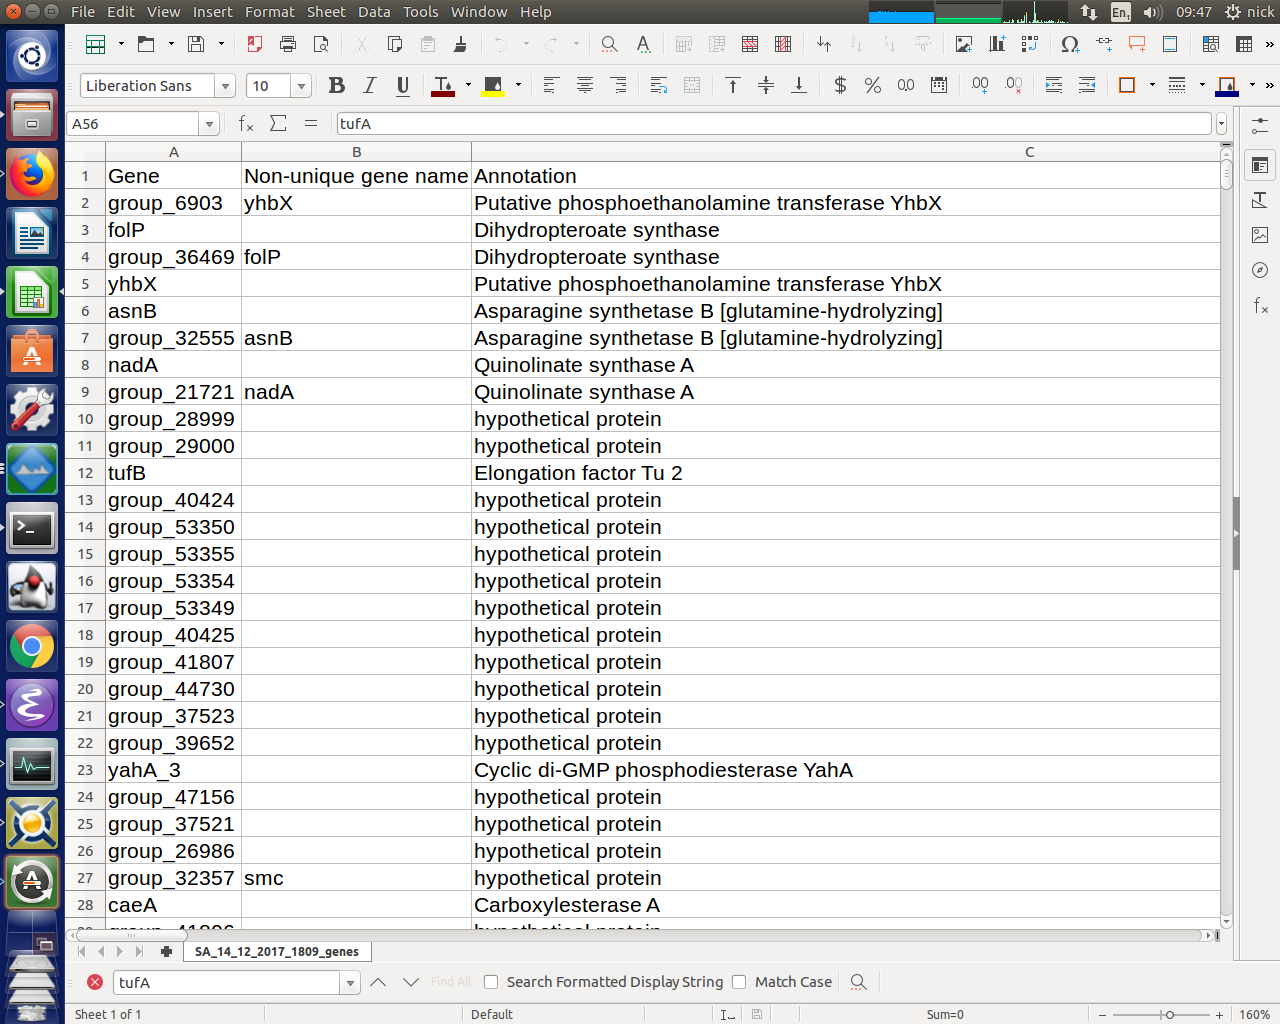 File Edit View Insert Format Sheet Data Tools Window Help En1 09:47 nick
Liberation Sans 10
A56 tufA
A B C
1 Gene Non-unique gene name Annotation
2 group_6903 yhbX Putative phosphoethanolamine transferase YhbX
3 folP Dihydropteroate synthase
4 group_36469 folP Dihydropteroate synthase
5 yhbX Putative phosphoethanolamine transferase YhbX
6 asnB Asparagine synthetase B [glutamine-hydrolyzing]
7 group_32555 asnB Asparagine synthetase B [glutamine-hydrolyzing]
8 nadA Quinolinate synthase A
9 group_21721 nadA Quinolinate synthase A
10 group_28999 hypothetical protein
11 group_29000 hypothetical protein
12 tufB Elongation factor Tu 2
13 group_40424 hypothetical protein
14 group_53350 hypothetical protein
15 group_53355 hypothetical protein
16 group_53354 hypothetical protein
17 group_53349 hypothetical protein
18 group_40425 hypothetical protein
19 group_41807 hypothetical protein
20 group_44730 hypothetical protein
21 group_37523 hypothetical protein
22 group_39652 hypothetical protein
23 yahA_3 Cyclic di-GMP phosphodiesterase YahA
24 group_47156 hypothetical protein
25 group_37521 hypothetical protein
26 group_26986 hypothetical protein
27 group_32357 smc hypothetical protein
28 caeA Carboxylesterase A
SA_14_12_2017_1809_genes
tufA Find All Search Formatted Display String Match Case
Sheet 1 of 1 Default Sum=0 160%